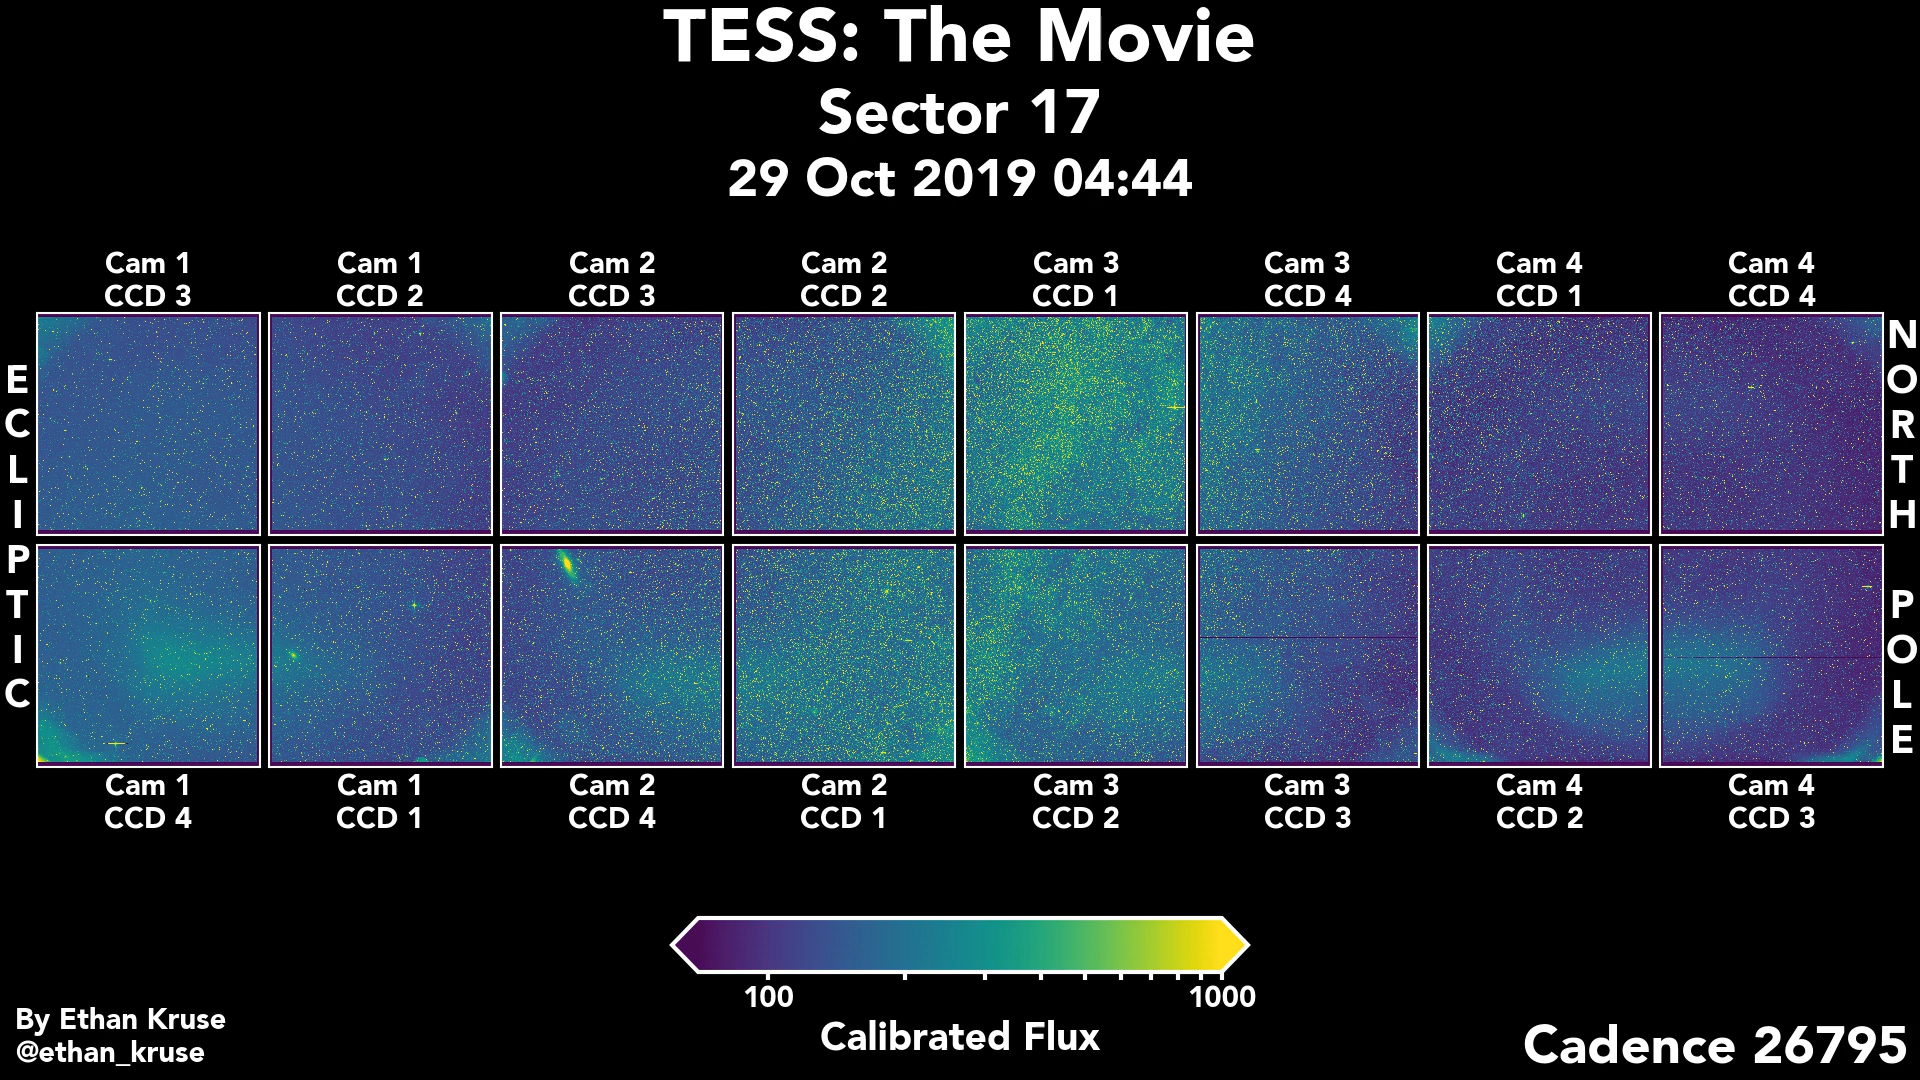 TESS: The Movie
Sector 17
29 Oct 2019 04:44
Cam 1 Cam 1 Cam 2 Cam 2 Cam 3 Cam 3 Cam 4 Cam 4
CCD 3 CCD 2 CCD 3 CCD 2 CCD 1 CCD 4 CCD 1 CCD 4
ECLIPTIC
NORTH POLE
Cam 1 Cam 1 Cam 2 Cam 2 Cam 3 Cam 3 Cam 4 Cam 4
CCD 4 CCD 1 CCD 4 CCD 1 CCD 2 CCD 3 CCD 2 CCD 3
100 1000
Calibrated Flux
By Ethan Kruse
@ethan_kruse
Cadence 26795